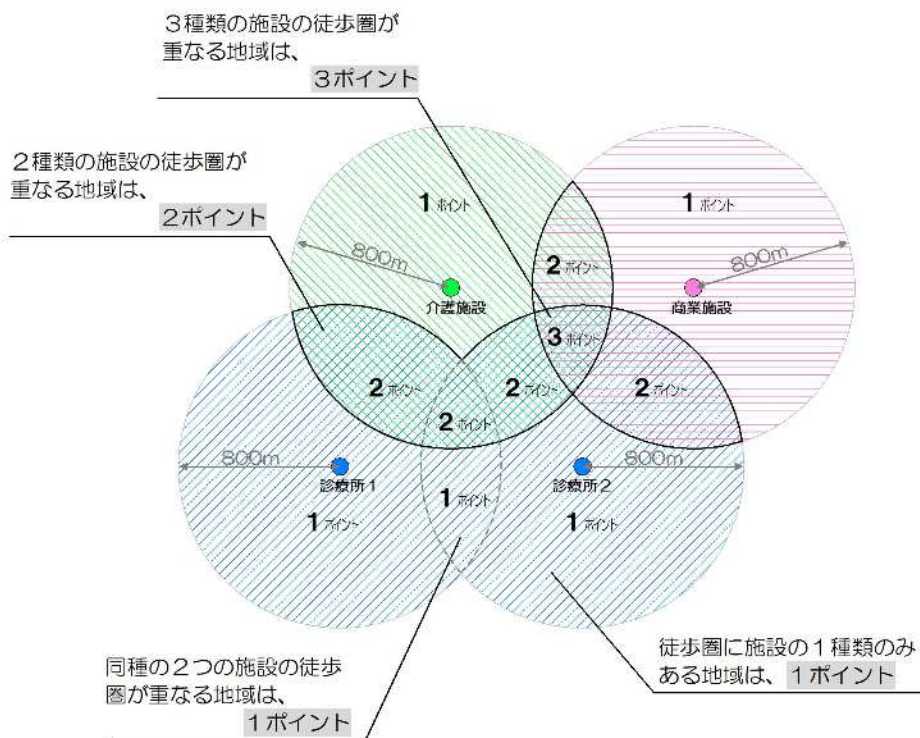 ３種類の施設の徒歩圏が
重なる地域は、
３ポイント
２種類の施設の徒歩圏が
重なる地域は、
２ポイント
1 ポイント
1 ポイント
800m
2 ポイント
800m
介護施設
商業施設
3 ポイント
2 ポイント
2 ポイント
2 ポイント
2 ポイント
800m
800m
診療所１
診療所２
1 ポイント
1 ポイント
1 ポイント
同種の２つの施設の徒歩
圏が重なる地域は、
１ポイント
徒歩圏に施設の１種類のみ
ある地域は、１ポイント